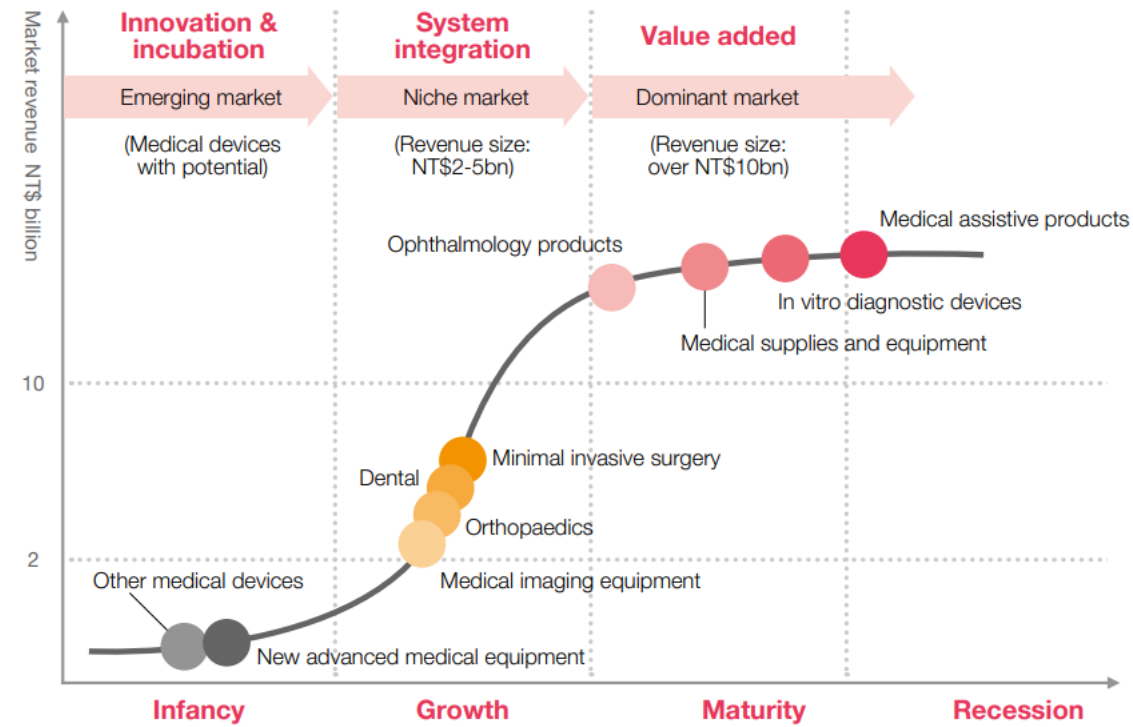 Market revenue NT$ billion
Innovation &
incubation
System
integration
Value added
Emerging market
Niche market
Dominant market
(Medical devices
with potential)
(Revenue size:
NT$2-5bn)
(Revenue size:
over NT$10bn)
Medical assistive products
Ophthalmology products
In vitro diagnostic devices
Medical supplies and equipment
10
Minimal invasive surgery
Dental
Orthopaedics
2
Other medical devices
Medical imaging equipment
New advanced medical equipment
Infancy
Growth
Maturity
Recession